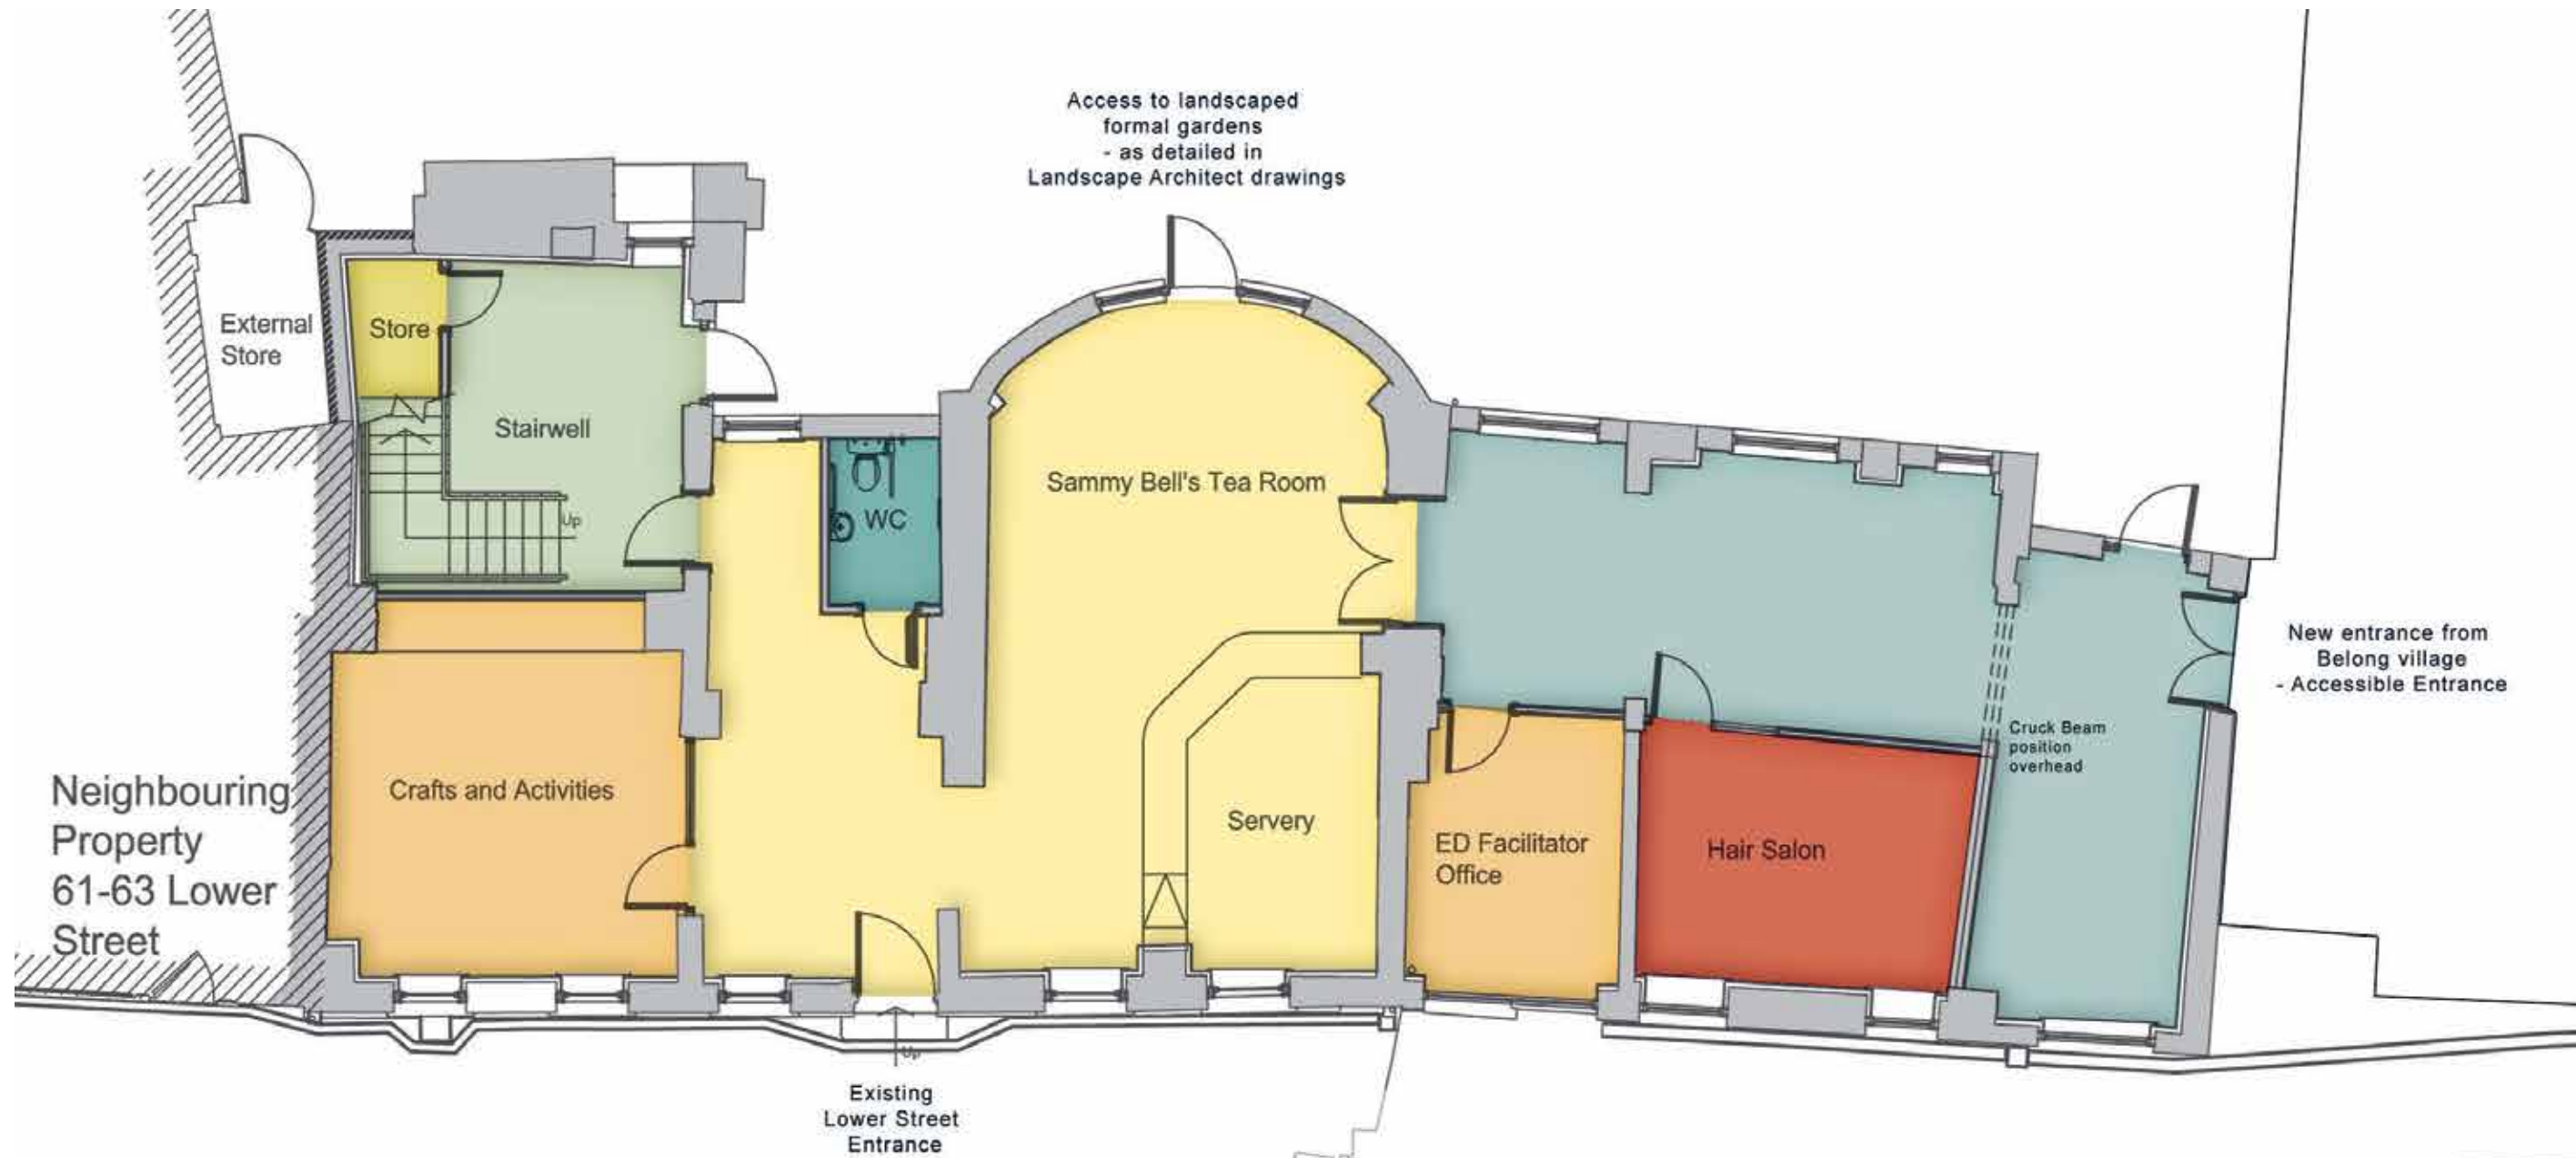 Access to landscaped
formal gardens
- as detailed in
Landscape Architect drawings
External
Store
Store
Stairwell
Up
WC
Sammy Bell's Tea Room
New entrance from
Belong village
- Accessible Entrance
Cruck Beam
position
overhead
Neighbouring
Property
61-63 Lower
Street
Crafts and Activities
Servery
ED Facilitator
Office
Hair Salon
Up
Existing
Lower Street
Entrance